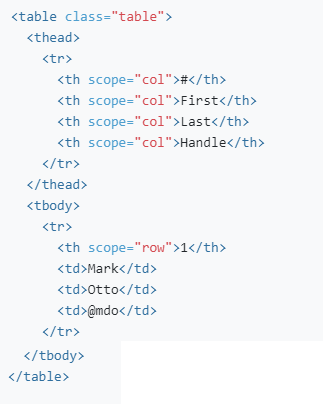 <table class="table">
  <thead>
    <tr>
      <th scope="col">#</th>
      <th scope="col">First</th>
      <th scope="col">Last</th>
      <th scope="col">Handle</th>
    </tr>
  </thead>
  <tbody>
    <tr>
      <th scope="row">1</th>
      <td>Mark</td>
      <td>Otto</td>
      <td>@mdo</td>
    </tr>
  </tbody>
</table>